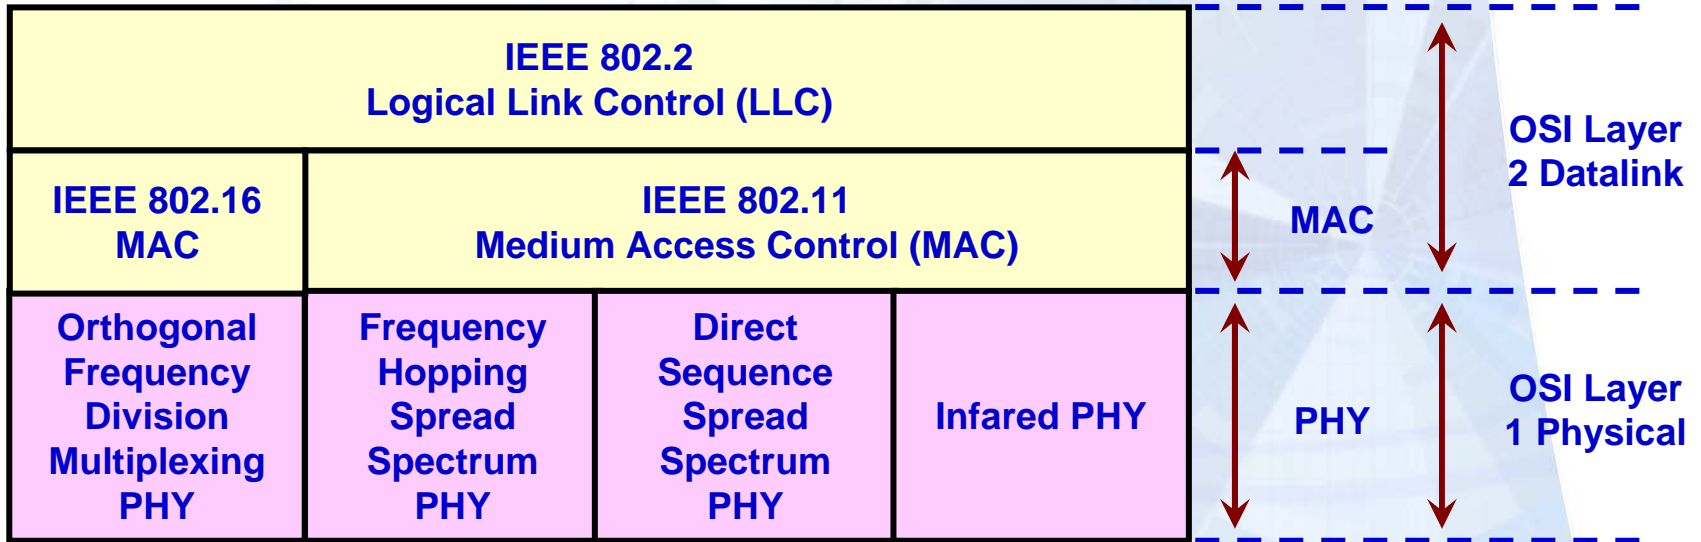 IEEE 802.2
Logical Link Control (LLC)
IEEE 802.16
MAC
IEEE 802.11
Medium Access Control (MAC)
Orthogonal
Frequency
Division
Multiplexing
PHY
Frequency
Hopping
Spread
Spectrum
PHY
Direct
Sequence
Spread
Spectrum
PHY
Infared PHY
MAC
PHY
OSI Layer
2 Datalink
OSI Layer
1 Physical